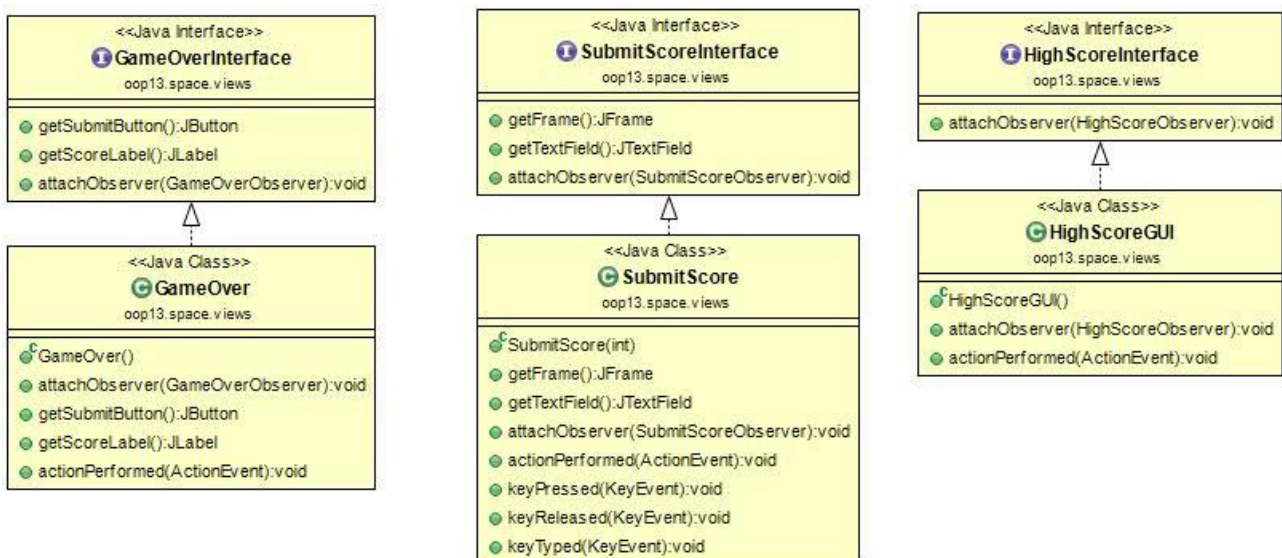 <<Java Interface>>
GameOverInterface
oop13.space.views
getSubmitButton():JButton
getScoreLabel():JLabel
attachObserver(GameOverObserver):void
<<Java Class>>
GameOver
oop13.space.views
GameOver()
attachObserver(GameOverObserver):void
getSubmitButton():JButton
getScoreLabel():JLabel
actionPerformed(ActionEvent):void
<<Java Interface>>
SubmitScoreInterface
oop13.space.views
getFrame():JFrame
getTextField():JTextField
attachObserver(SubmitScoreObserver):void
<<Java Class>>
SubmitScore
oop13.space.views
SubmitScore(int)
getFrame():JFrame
getTextField():JTextField
attachObserver(SubmitScoreObserver):void
actionPerformed(ActionEvent):void
keyPressed(KeyEvent):void
keyReleased(KeyEvent):void
keyTyped(KeyEvent):void
<<Java Interface>>
HighScoreInterface
oop13.space.views
attachObserver(HighScoreObserver):void
<<Java Class>>
HighScoreGUI
oop13.space.views
HighScoreGUI()
attachObserver(HighScoreObserver):void
actionPerformed(ActionEvent):void